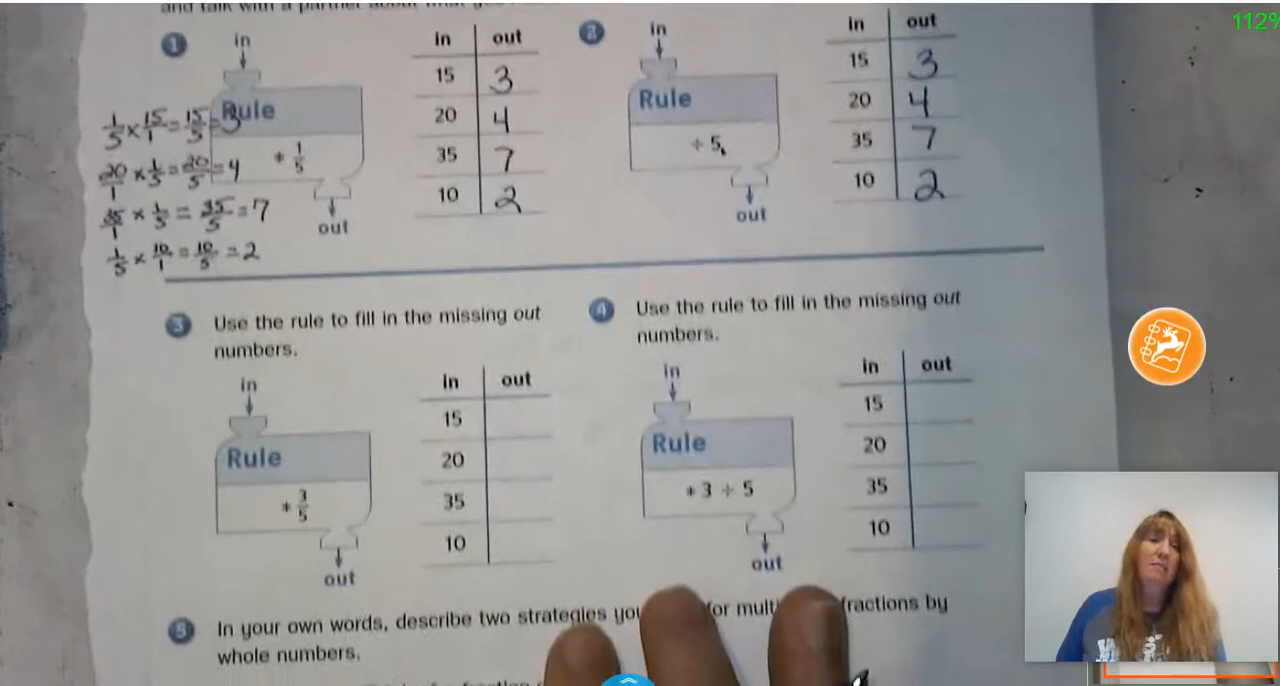 112%
1
in
Rule
* 1/5
out
in out
15 3
20 4
35 7
10 2
1/5 × 15/1 = 15/5 = 3
20/1 × 1/5 = 20/5 = 4
35/1 × 1/5 = 35/5 = 7
1/5 × 10/1 = 10/5 = 2
2
in
Rule
÷ 5
out
in out
15 3
20 4
35 7
10 2
3 Use the rule to fill in the missing out
numbers.
in
Rule
* 3/5
out
in out
15
20
35
10
4 Use the rule to fill in the missing out
numbers.
in
Rule
* 3 ÷ 5
out
in out
15
20
35
10
5 In your own words, describe two strategies fractions by
whole numbers.